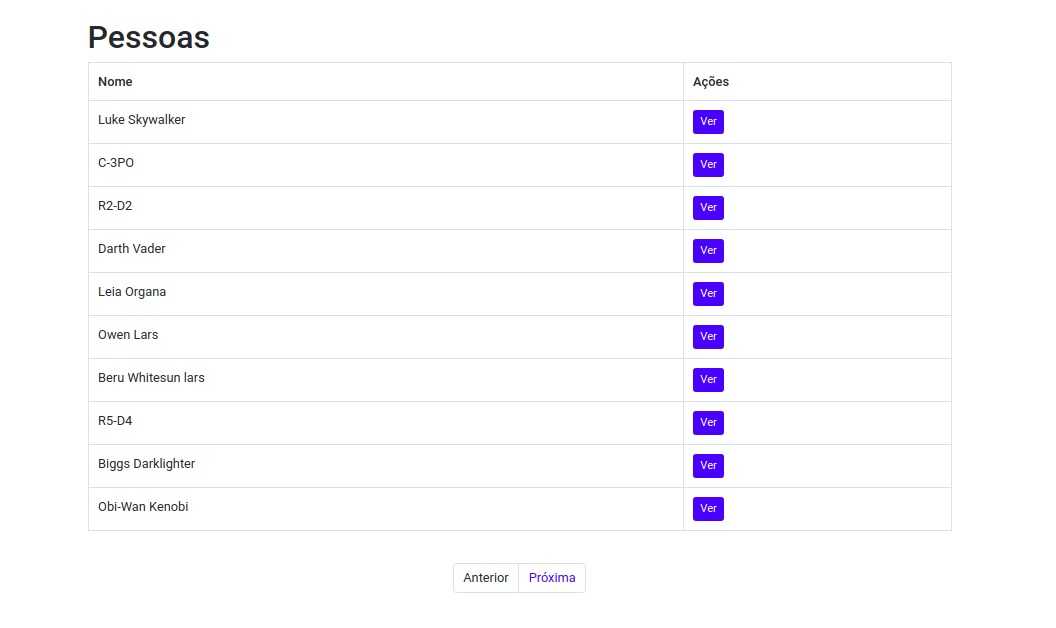 Pessoas
Nome Ações
Luke Skywalker Ver
C-3PO Ver
R2-D2 Ver
Darth Vader Ver
Leia Organa Ver
Owen Lars Ver
Beru Whitesun lars Ver
R5-D4 Ver
Biggs Darklighter Ver
Obi-Wan Kenobi Ver
Anterior Próxima